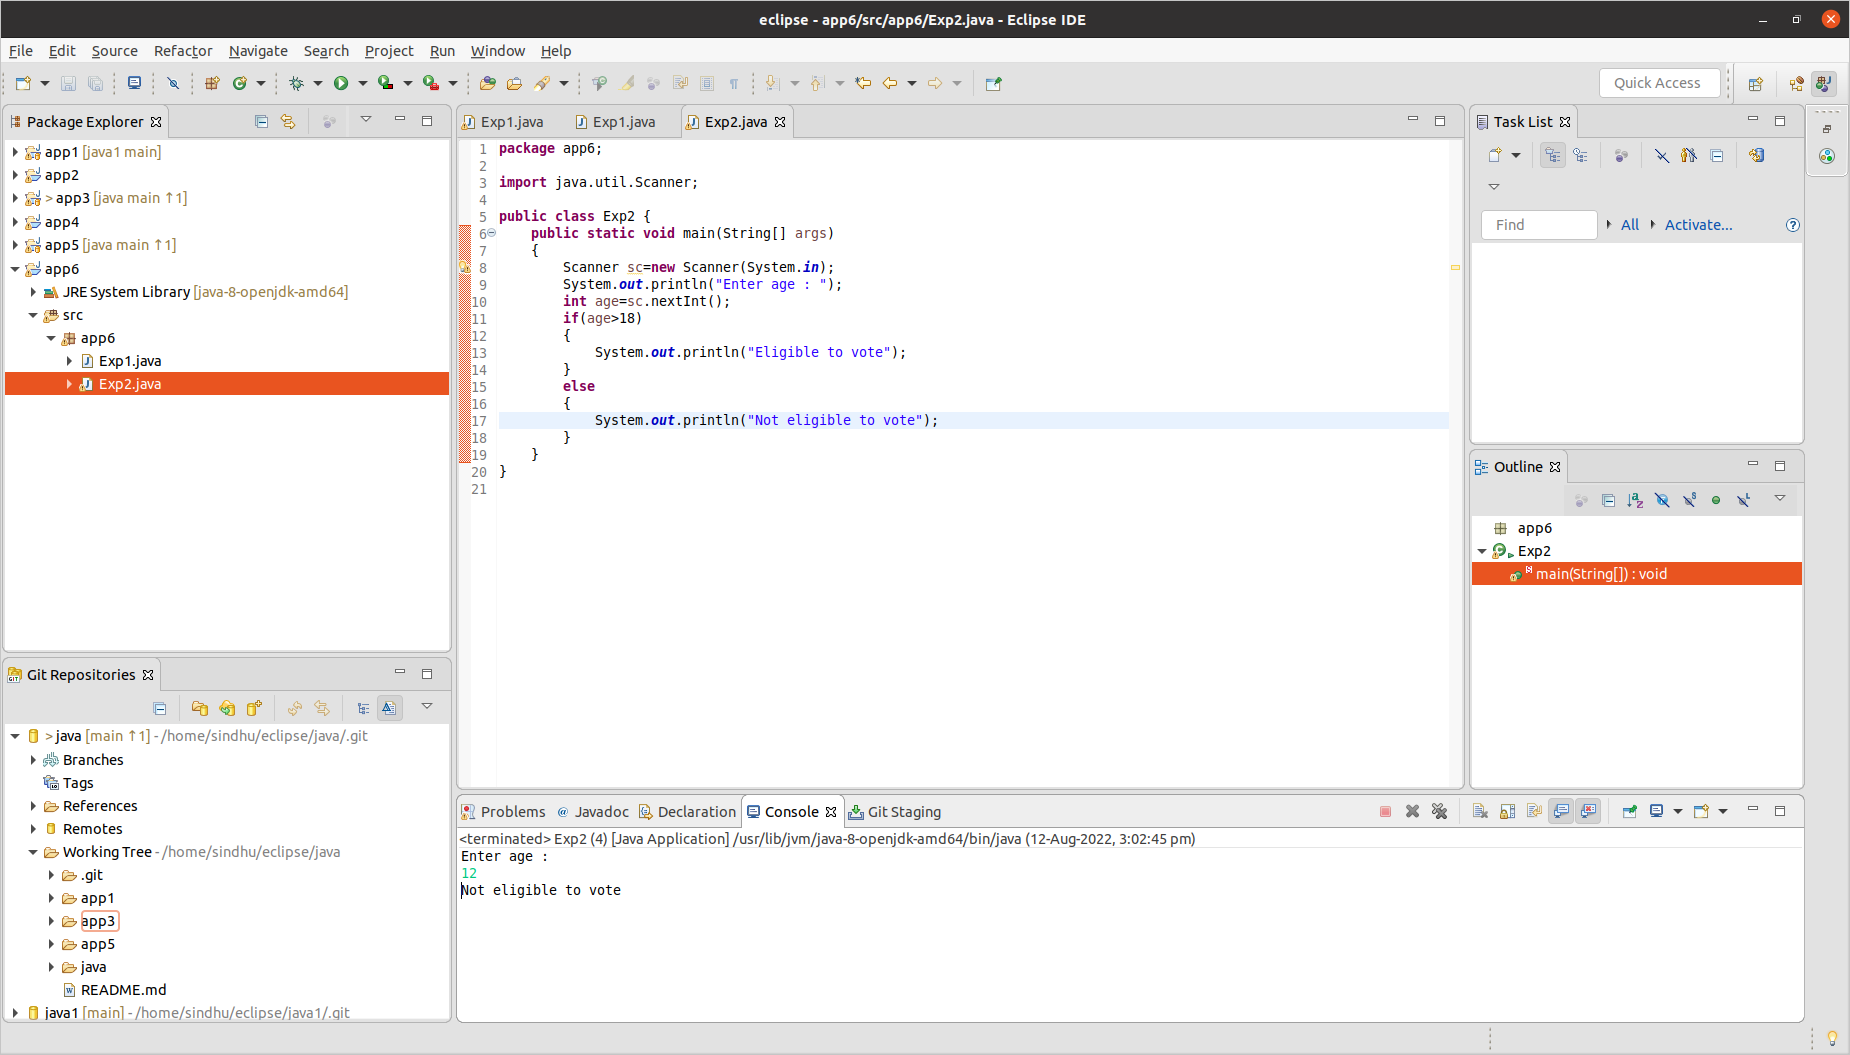 eclipse - app6/src/app6/Exp2.java - Eclipse IDE
File Edit Source Refactor Navigate Search Project Run Window Help
Quick Access
Package Explorer
app1 [java1 main]
app2
> app3 [java main ↑1]
app4
app5 [java main ↑1]
app6
JRE System Library [java-8-openjdk-amd64]
src
app6
Exp1.java
Exp2.java
Git Repositories
> java [main ↑1] - /home/sindhu/eclipse/java/.git
Branches
Tags
References
Remotes
Working Tree - /home/sindhu/eclipse/java
.git
app1
app3
app5
java
README.md
java1 [main] - /home/sindhu/eclipse/java1/.git
Exp1.java Exp1.java Exp2.java
1 package app6;
2
3 import java.util.Scanner;
4
5 public class Exp2 {
6 public static void main(String[] args)
7 {
8 Scanner sc=new Scanner(System.in);
9 System.out.println("Enter age : ");
10 int age=sc.nextInt();
11 if(age>18)
12 {
13 System.out.println("Eligible to vote");
14 }
15 else
16 {
17 System.out.println("Not eligible to vote");
18 }
19 }
20 }
21
Problems Javadoc Declaration Console Git Staging
<terminated> Exp2 (4) [Java Application] /usr/lib/jvm/java-8-openjdk-amd64/bin/java (12-Aug-2022, 3:02:45 pm)
Enter age :
12
Not eligible to vote
Task List
Find All Activate...
Outline
app6
Exp2
main(String[]) : void